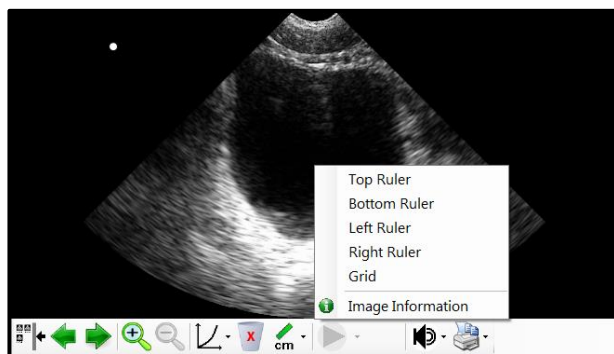 Top Ruler
Bottom Ruler
Left Ruler
Right Ruler
Grid
Image Information
x
cm